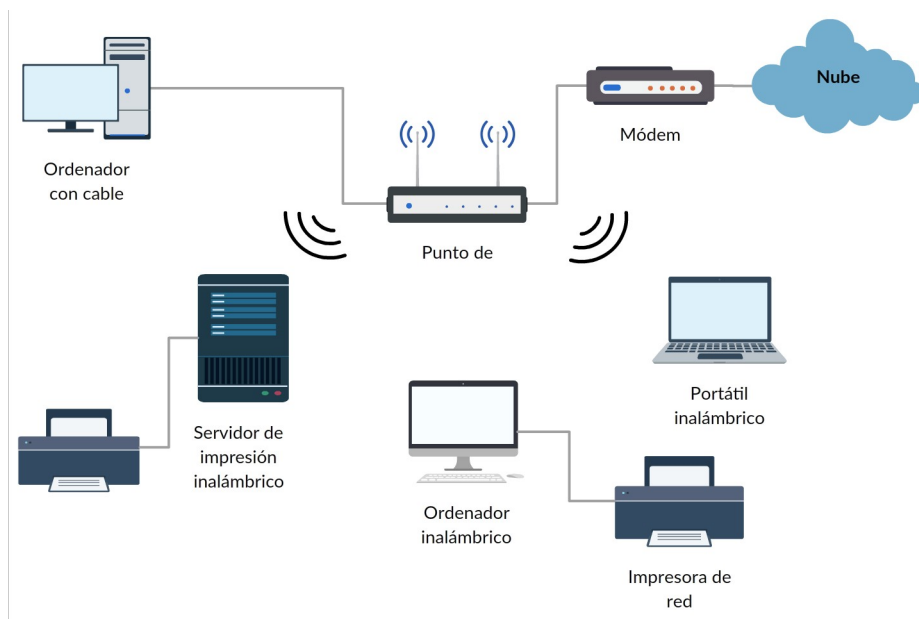 Nube
Módem
Ordenador
con cable
Punto de
Portátil
inalámbrico
Servidor de
impresión
inalámbrico
Ordenador
inalámbrico
Impresora de
red